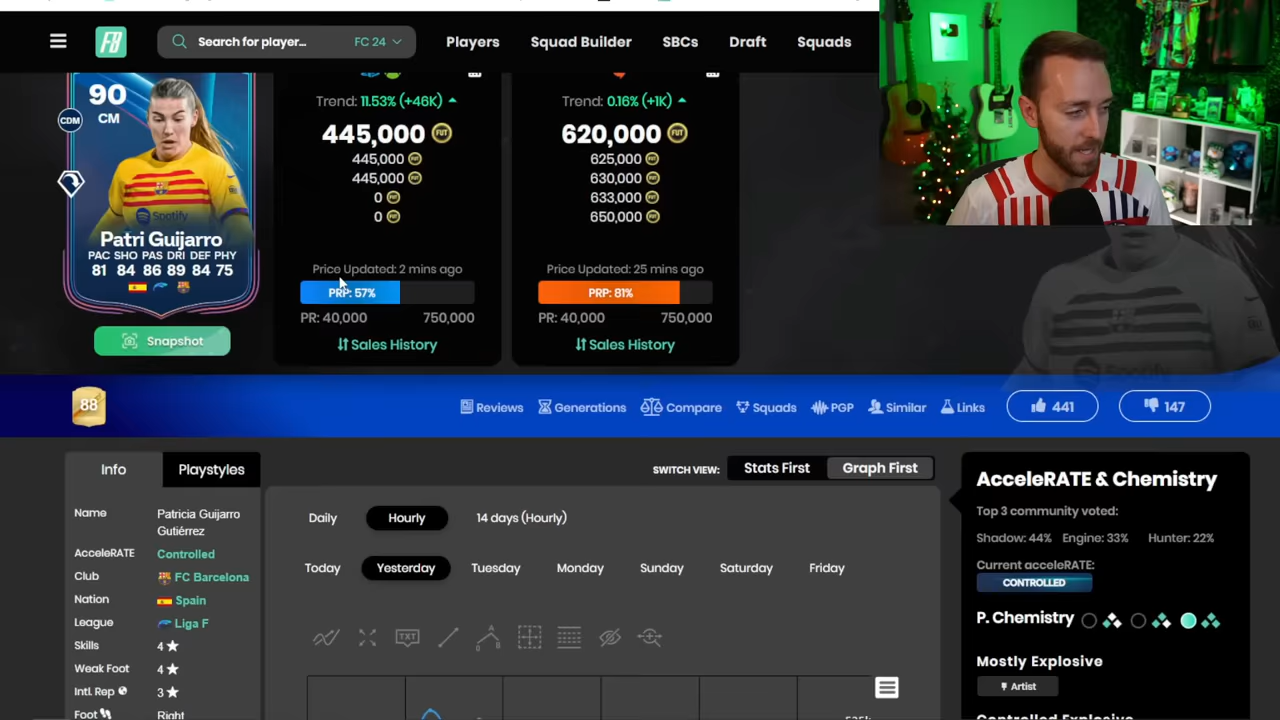 FB
Search for player...
FC 24
Players
Squad Builder
SBCs
Draft
Squads
90
CM
CDM
Spotify
Patri Guijarro
PAC SHO PAS DRI DEF PHY
81 84 86 89 84 75
Snapshot
Trend: 11.53% (+46K)
445,000 FUT
445,000
445,000
0
0
Price Updated: 2 mins ago
PRP: 57%
PR: 40,000
750,000
Sales History
Trend: 0.16% (+1K)
620,000 FUT
625,000
630,000
633,000
650,000
Price Updated: 25 mins ago
PRP: 81%
PR: 40,000
750,000
Sales History
88
Reviews
Generations
Compare
Squads
PGP
Similar
Links
441
147
Info
Playstyles
Name
Patricia Guijarro
Gutiérrez
AcceleRATE
Controlled
Club
FC Barcelona
Nation
Spain
League
Liga F
Skills
4
Weak Foot
4
Intl. Rep
3
Foot
Right
SWITCH VIEW:
Stats First
Graph First
Daily
Hourly
14 days (Hourly)
Today
Yesterday
Tuesday
Monday
Sunday
Saturday
Friday
TXT
AcceleRATE & Chemistry
Top 3 community voted:
Shadow: 44% Engine: 33% Hunter: 22%
Current acceleRATE:
CONTROLLED
P. Chemistry
Mostly Explosive
Artist
Controlled Explosive